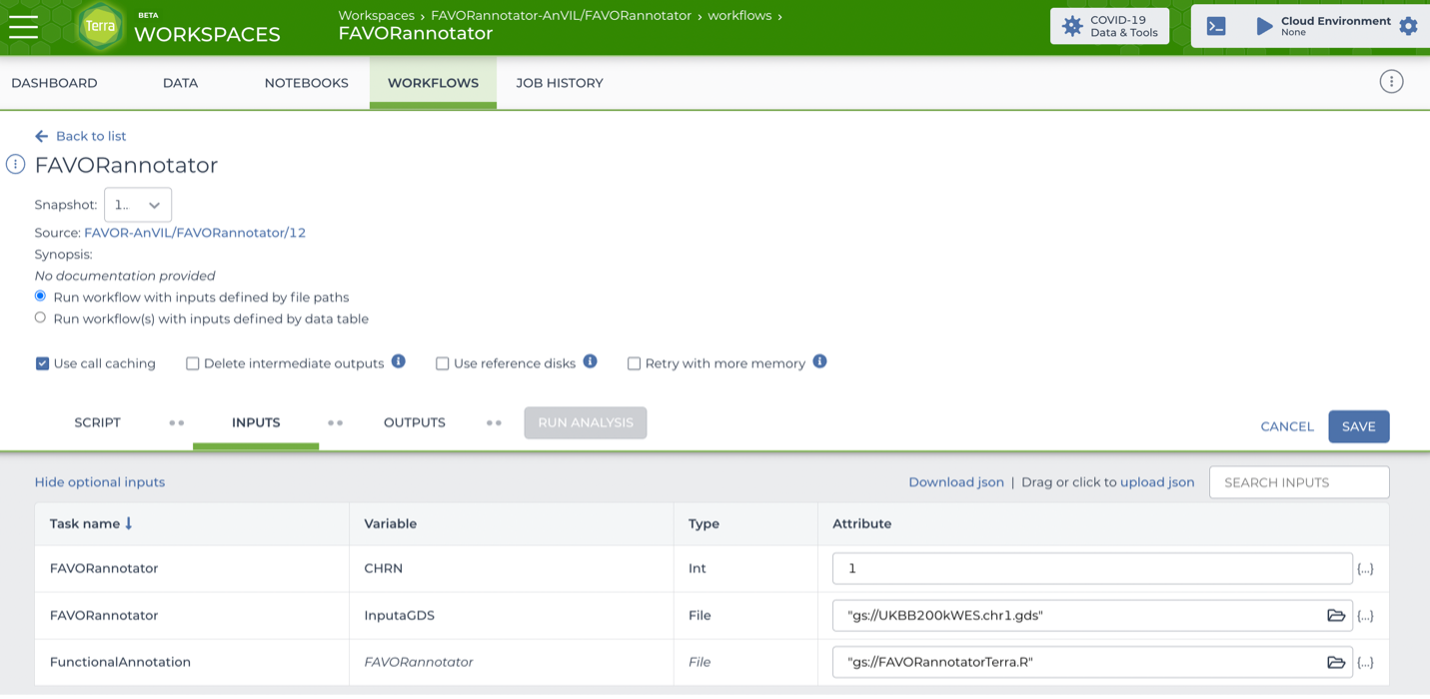 Terra
BETA
WORKSPACES
Workspaces › FAVORannotator-AnVIL/FAVORannotator › workflows ›
FAVORannotator
COVID-19
Data & Tools
Cloud Environment
None
DASHBOARD
DATA
NOTEBOOKS
WORKFLOWS
JOB HISTORY
Back to list
FAVORannotator
Snapshot: 1..
Source: FAVOR-AnVIL/FAVORannotator/12
Synopsis:
No documentation provided
Run workflow with inputs defined by file paths
Run workflow(s) with inputs defined by data table
Use call caching
Delete intermediate outputs
Use reference disks
Retry with more memory
SCRIPT
INPUTS
OUTPUTS
RUN ANALYSIS
CANCEL
SAVE
Hide optional inputs
Download json | Drag or click to upload json
SEARCH INPUTS
Task name ↓ Variable Type Attribute
FAVORannotator CHRN Int 1 {...}
FAVORannotator InputaGDS File "gs://UKBB200kWES.chr1.gds" {...}
FunctionalAnnotation FAVORannotator File "gs://FAVORannotatorTerra.R" {...}